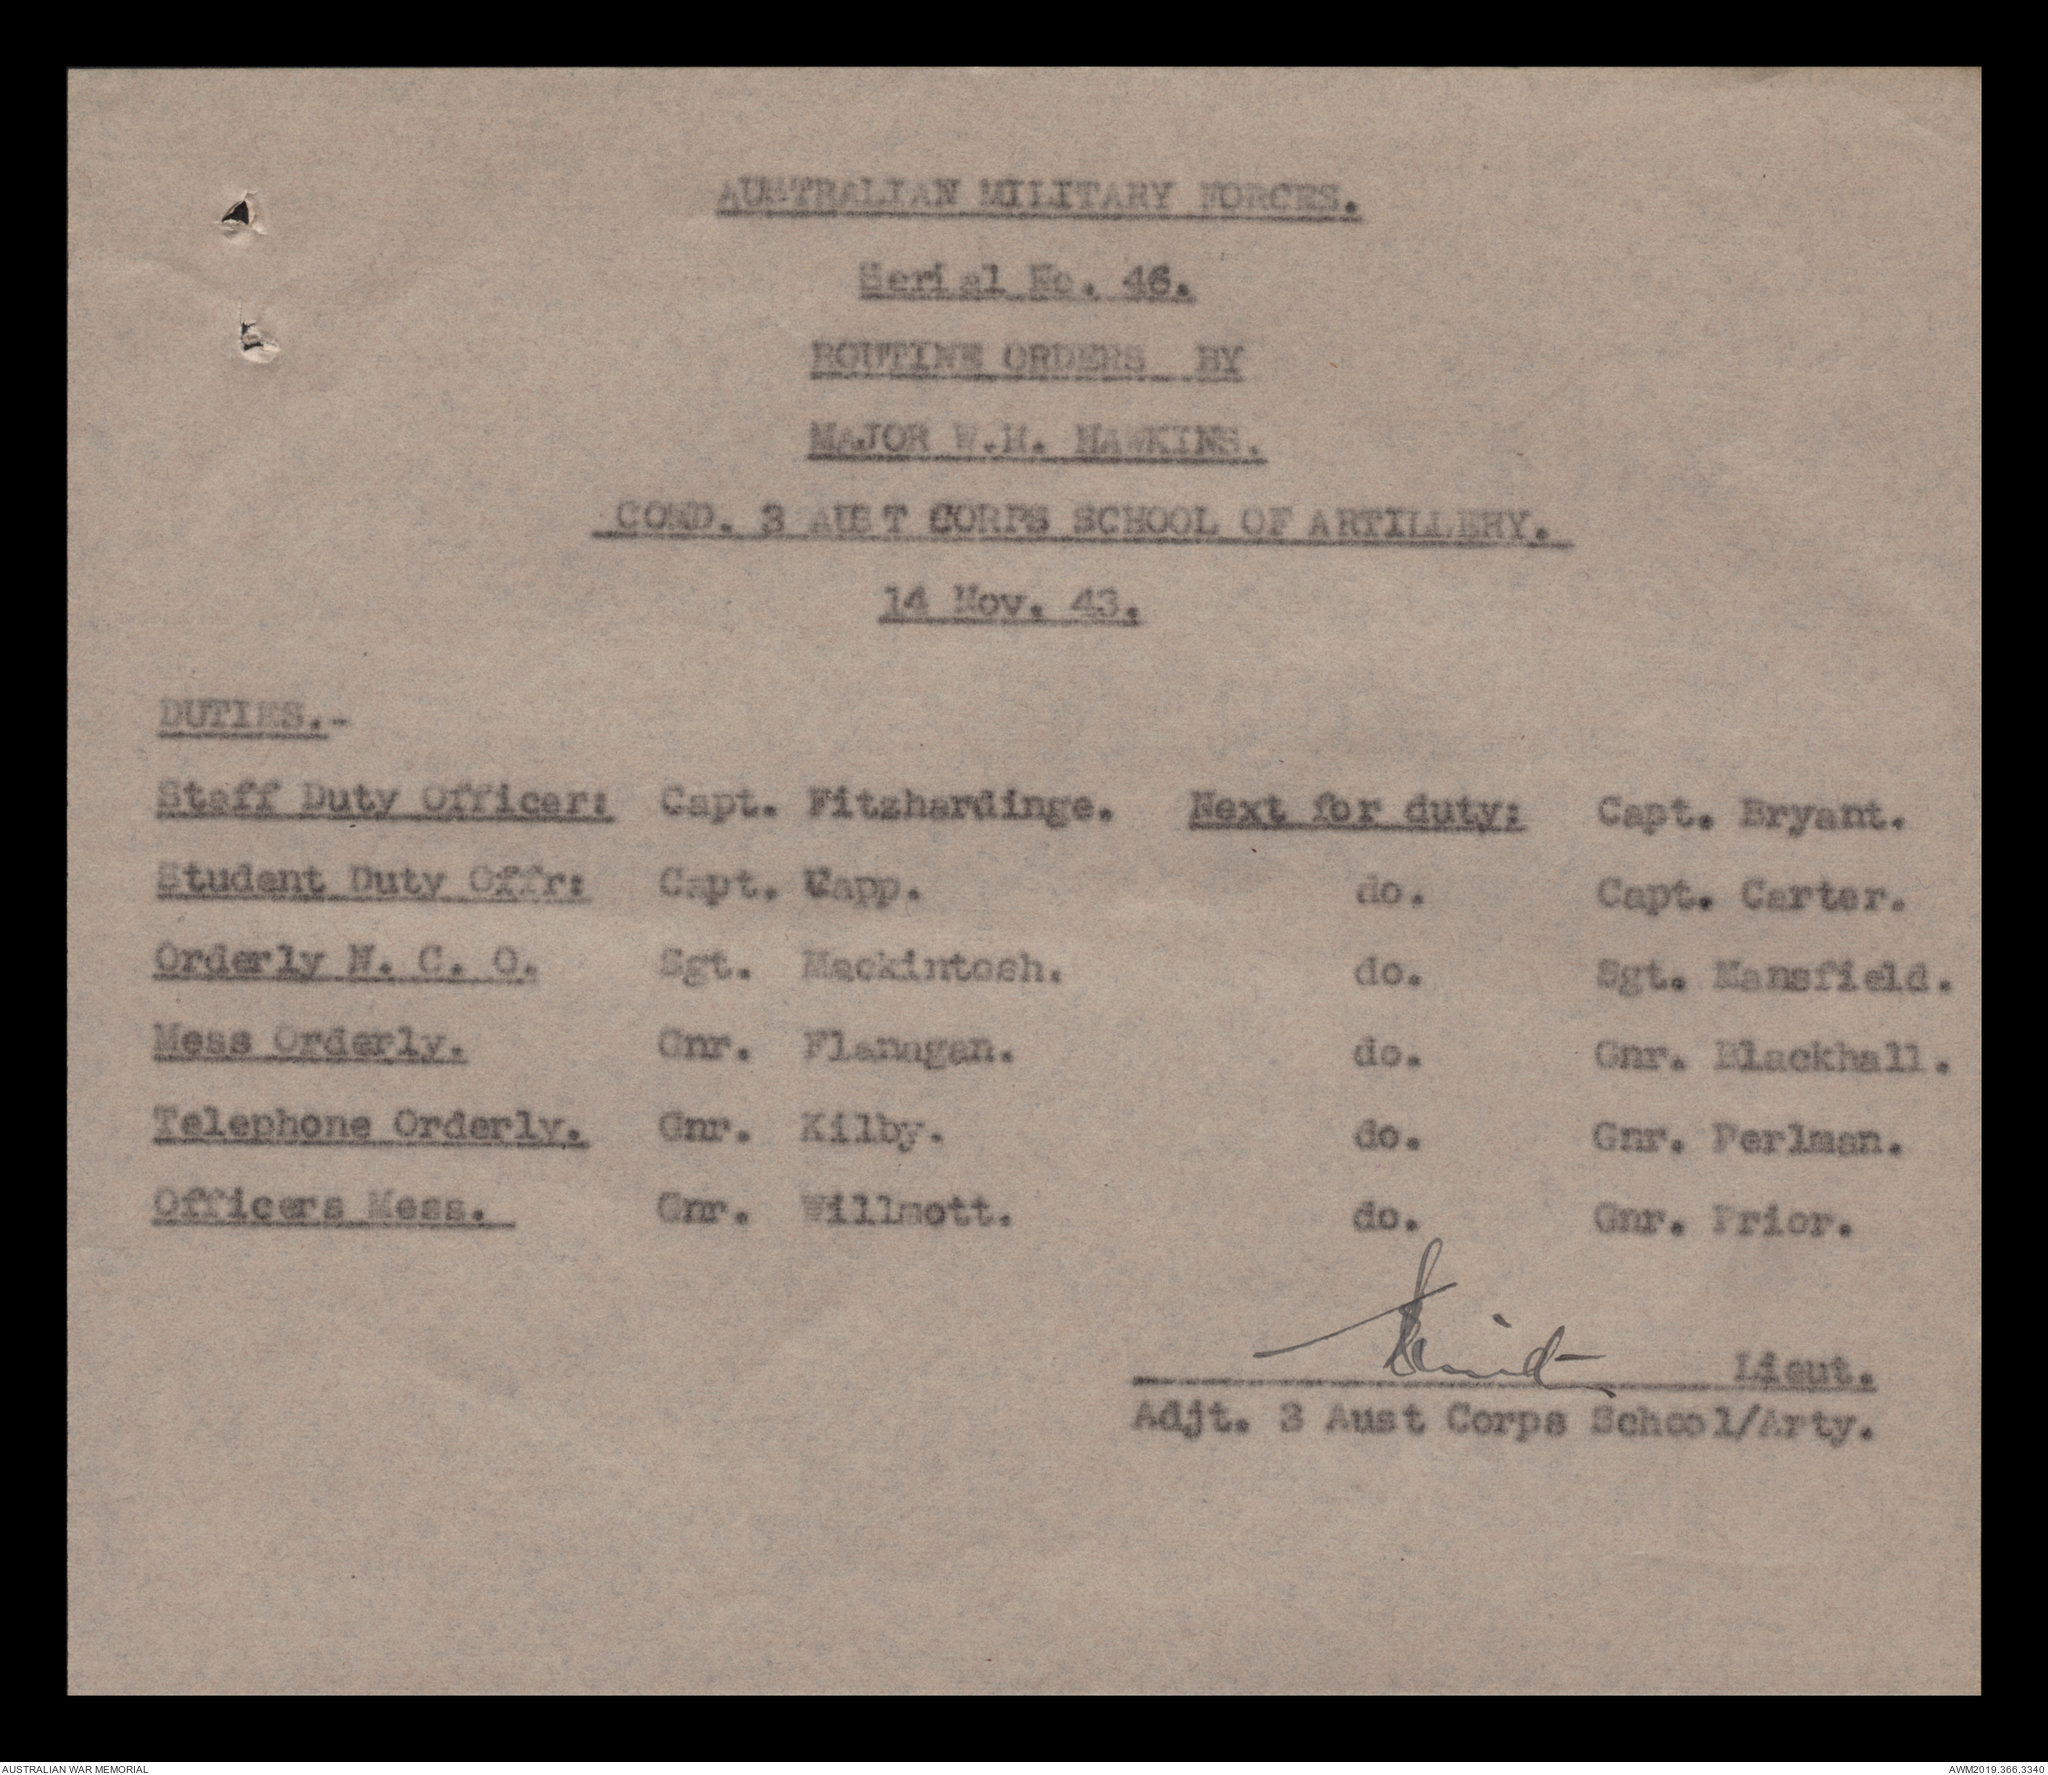 AUSTRALIAN MILITARY FORCES.
Serial No. 46.
ROUTINE ORDERS BY
MAJOR W.H. HAWKINS.
COMD. 3 AUST CORPS SCHOOL OF ARTILLERY.
14 Nov. 43.
DUTIES.-
Staff Duty Officer: Capt. Fitzhardinge. Next for duty: Capt. Bryant.
Student Duty Offr: Capt. Capp. do. Capt. Carter.
Orderly N. C. O. Sgt. Mackintosh. do. Sgt. Mansfield.
Mess Orderly. Gnr. Flanagan. do. Gnr. Blackhall.
Telephone Orderly. Gnr. Kilby. do. Gnr. Perlman.
Officers Mess. Gnr. Willmott. do. Gnr. Prior.
Lieut.
Adjt. 3 Aust Corps School/Arty.
AUSTRALIAN WAR MEMORIAL
AWM2019.366.3340